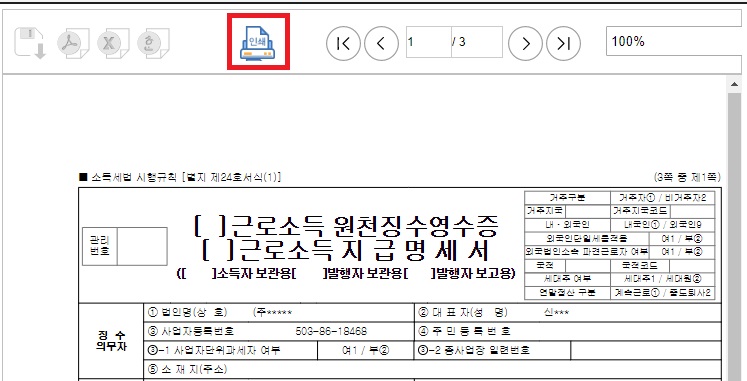 인쇄
1 / 3
100%
■ 소득세법 시행규칙 [별지 제24호서식(1)]
(3쪽 중 제1쪽)
관리
번호
[ ]근로소득 원천징수영수증
[ ]근로소득 지 급 명 세 서
([ ]소득자 보관용[ ]발행자 보관용[ ]발행자 보고용)
거주구분 거주자① / 비거주자2
거주지국 거주지국코드
내ㆍ외국인 내국인① / 외국인9
외국인단일세율적용 여1 / 부②
외국법인소속 파견근로자 여부 여1 / 부②
국적 국적코드
세대주 여부 세대주1 / 세대원②
연말정산 구분 계속근로① / 중도퇴사2
징 수
의무자
① 법인명(상 호) (주*****
② 대 표 자(성 명) 신***
③ 사업자등록번호 503-86-18468
④ 주 민 등 록 번 호
③-1 사업자단위과세자 여부 여1 / 부②
③-2 종사업장 일련번호
⑤ 소 재 지(주소)